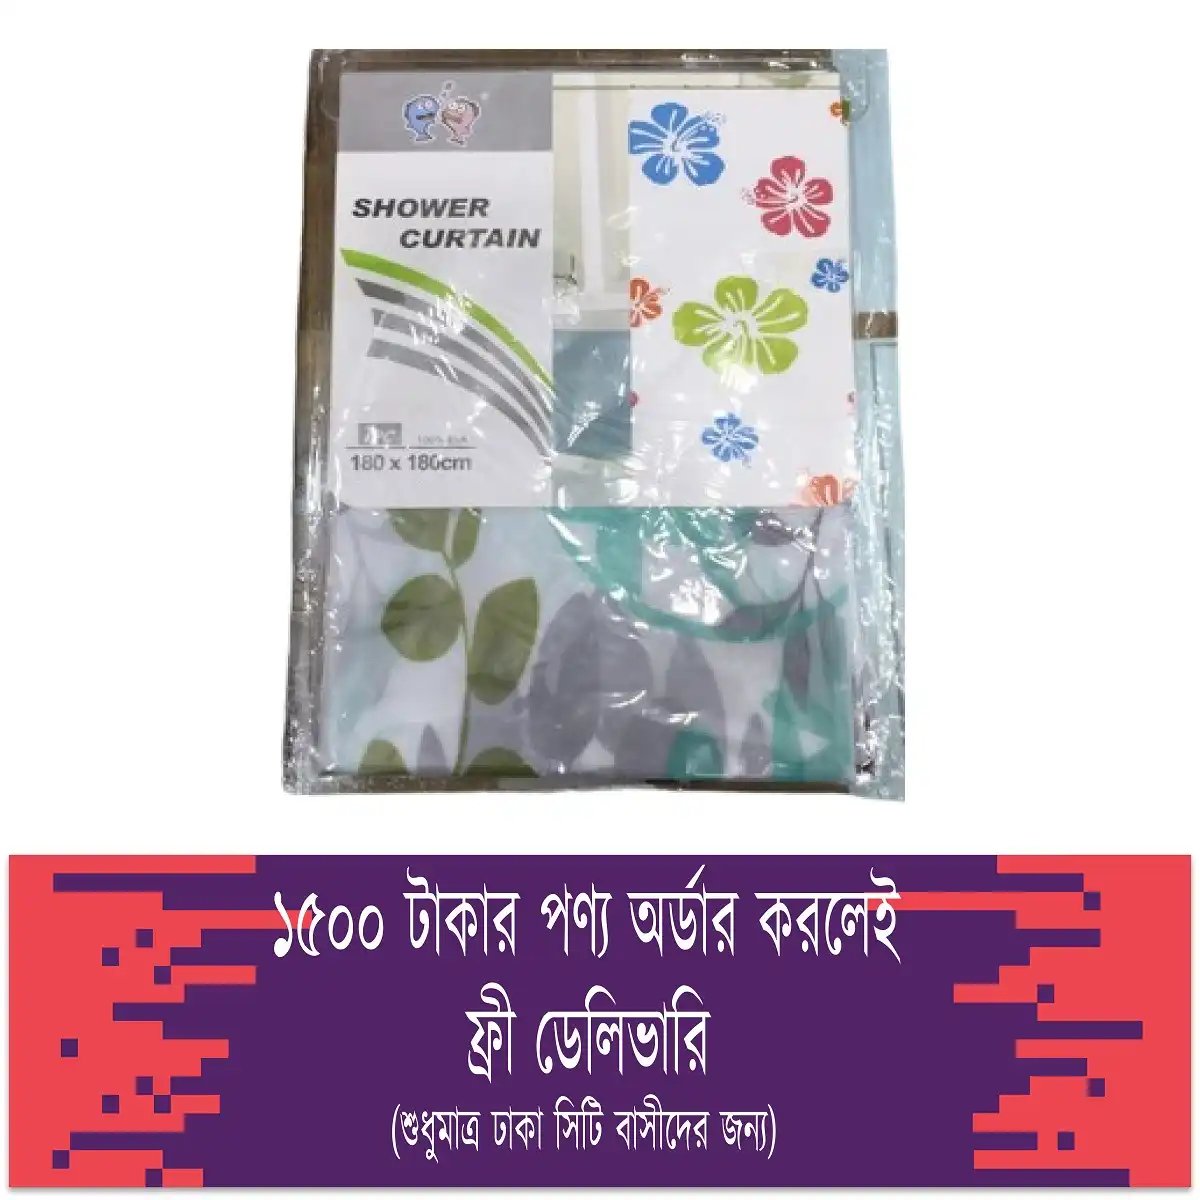 SHOWER
CURTAIN
180 x 180cm
১৫০০ টাকার পণ্য অর্ডার করলেই
ফ্রী ডেলিভারি
(শুধুমাত্র ঢাকা সিটি বাসীদের জন্য)